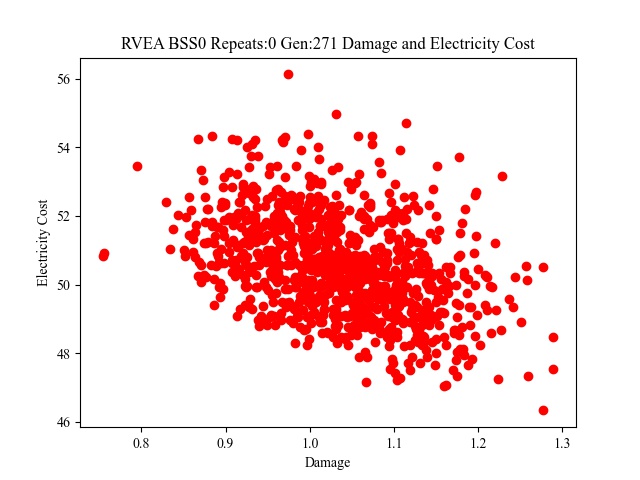 RVEA BSS0 Repeats:0 Gen:271 Damage and Electricity Cost
56
54
52
50
48
46
Electricity Cost
0.8 0.9 1.0 1.1 1.2 1.3
Damage